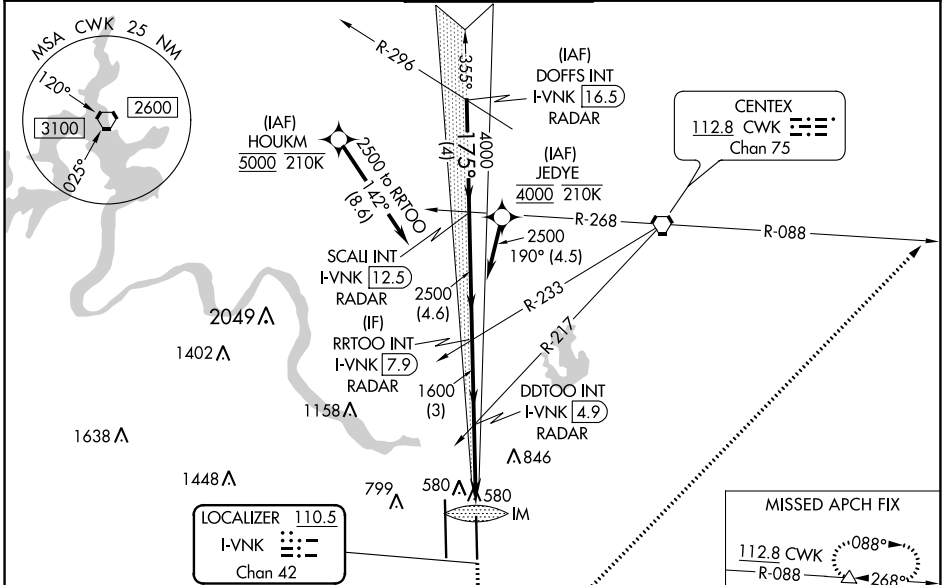 MSA CWK 25 NM
120°
3100
2600
025°
R-296
355°
(IAF)
DOFFS INT
I-VNK 16.5
RADAR
CENTEX
112.8 CWK
Chan 75
(IAF)
HOUKM
5000 210K
2500 to RRTOO
142°
(8.6)
4000
175°
(4)
(IAF)
JEDYE
4000 210K
R-268
R-088
2500
190° (4.5)
SCALI INT
I-VNK 12.5
RADAR
2500
(4.6)
R-233
R-217
2049
1402
(IF)
RRTOO INT
I-VNK 7.9
RADAR
1600
(3)
DDTOO INT
I-VNK 4.9
RADAR
1158
1638
846
1448
799
580
580
IM
LOCALIZER 110.5
I-VNK
Chan 42
MISSED APCH FIX
112.8 CWK
R-088
088°
268°